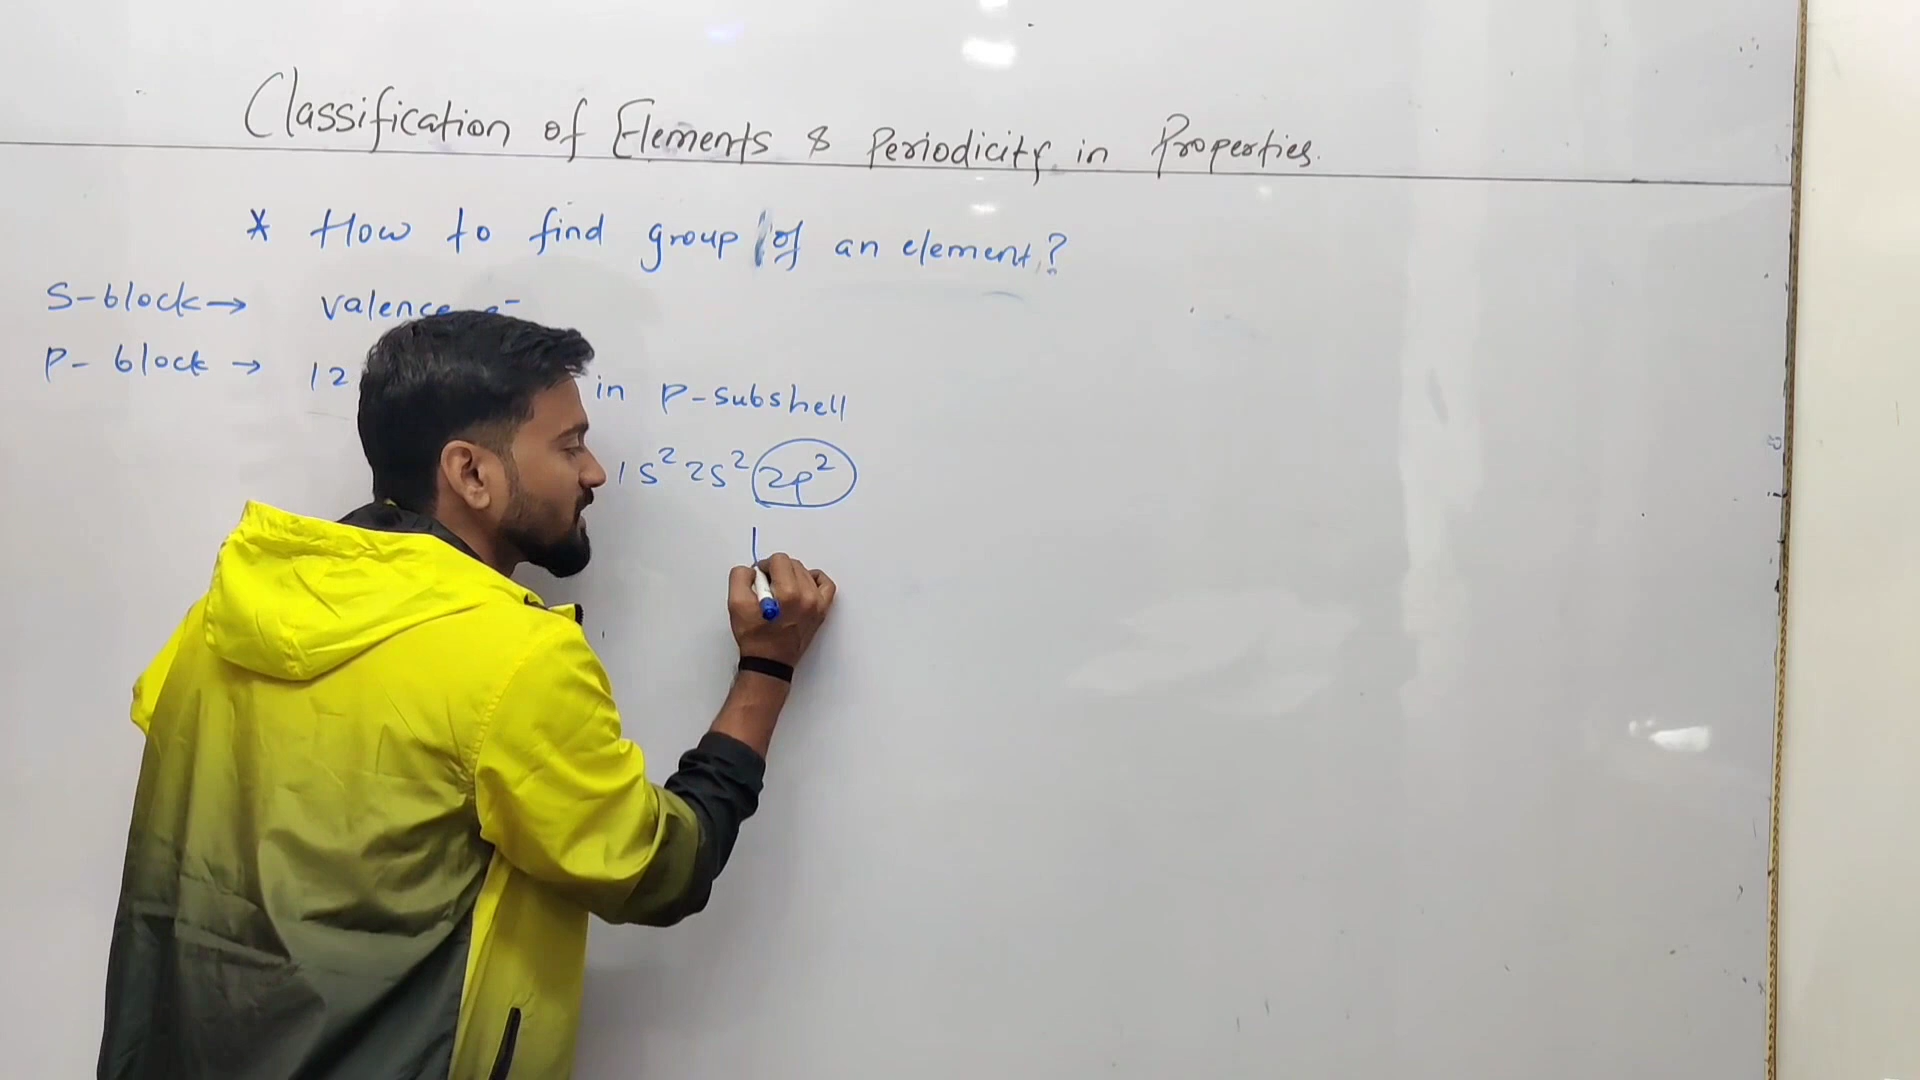 Classification of Elements & Periodicity in Properties.
* How to find group of an element?
S-block → valence e⁻
P-block → 12 in p-subshell
1s² 2s² 2p²